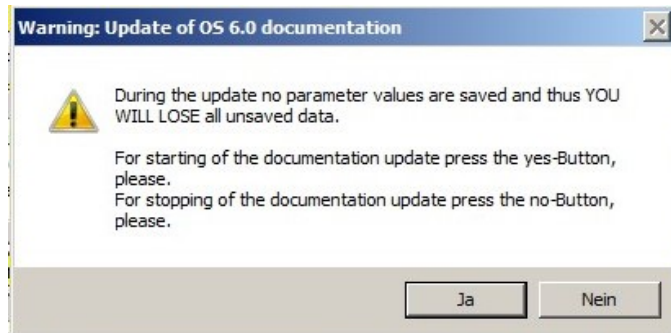 Warning: Update of OS 6.0 documentation
During the update no parameter values are saved and thus YOU
WILL LOSE all unsaved data.
For starting of the documentation update press the yes-Button,
please.
For stopping of the documentation update press the no-Button,
please.
Ja
Nein